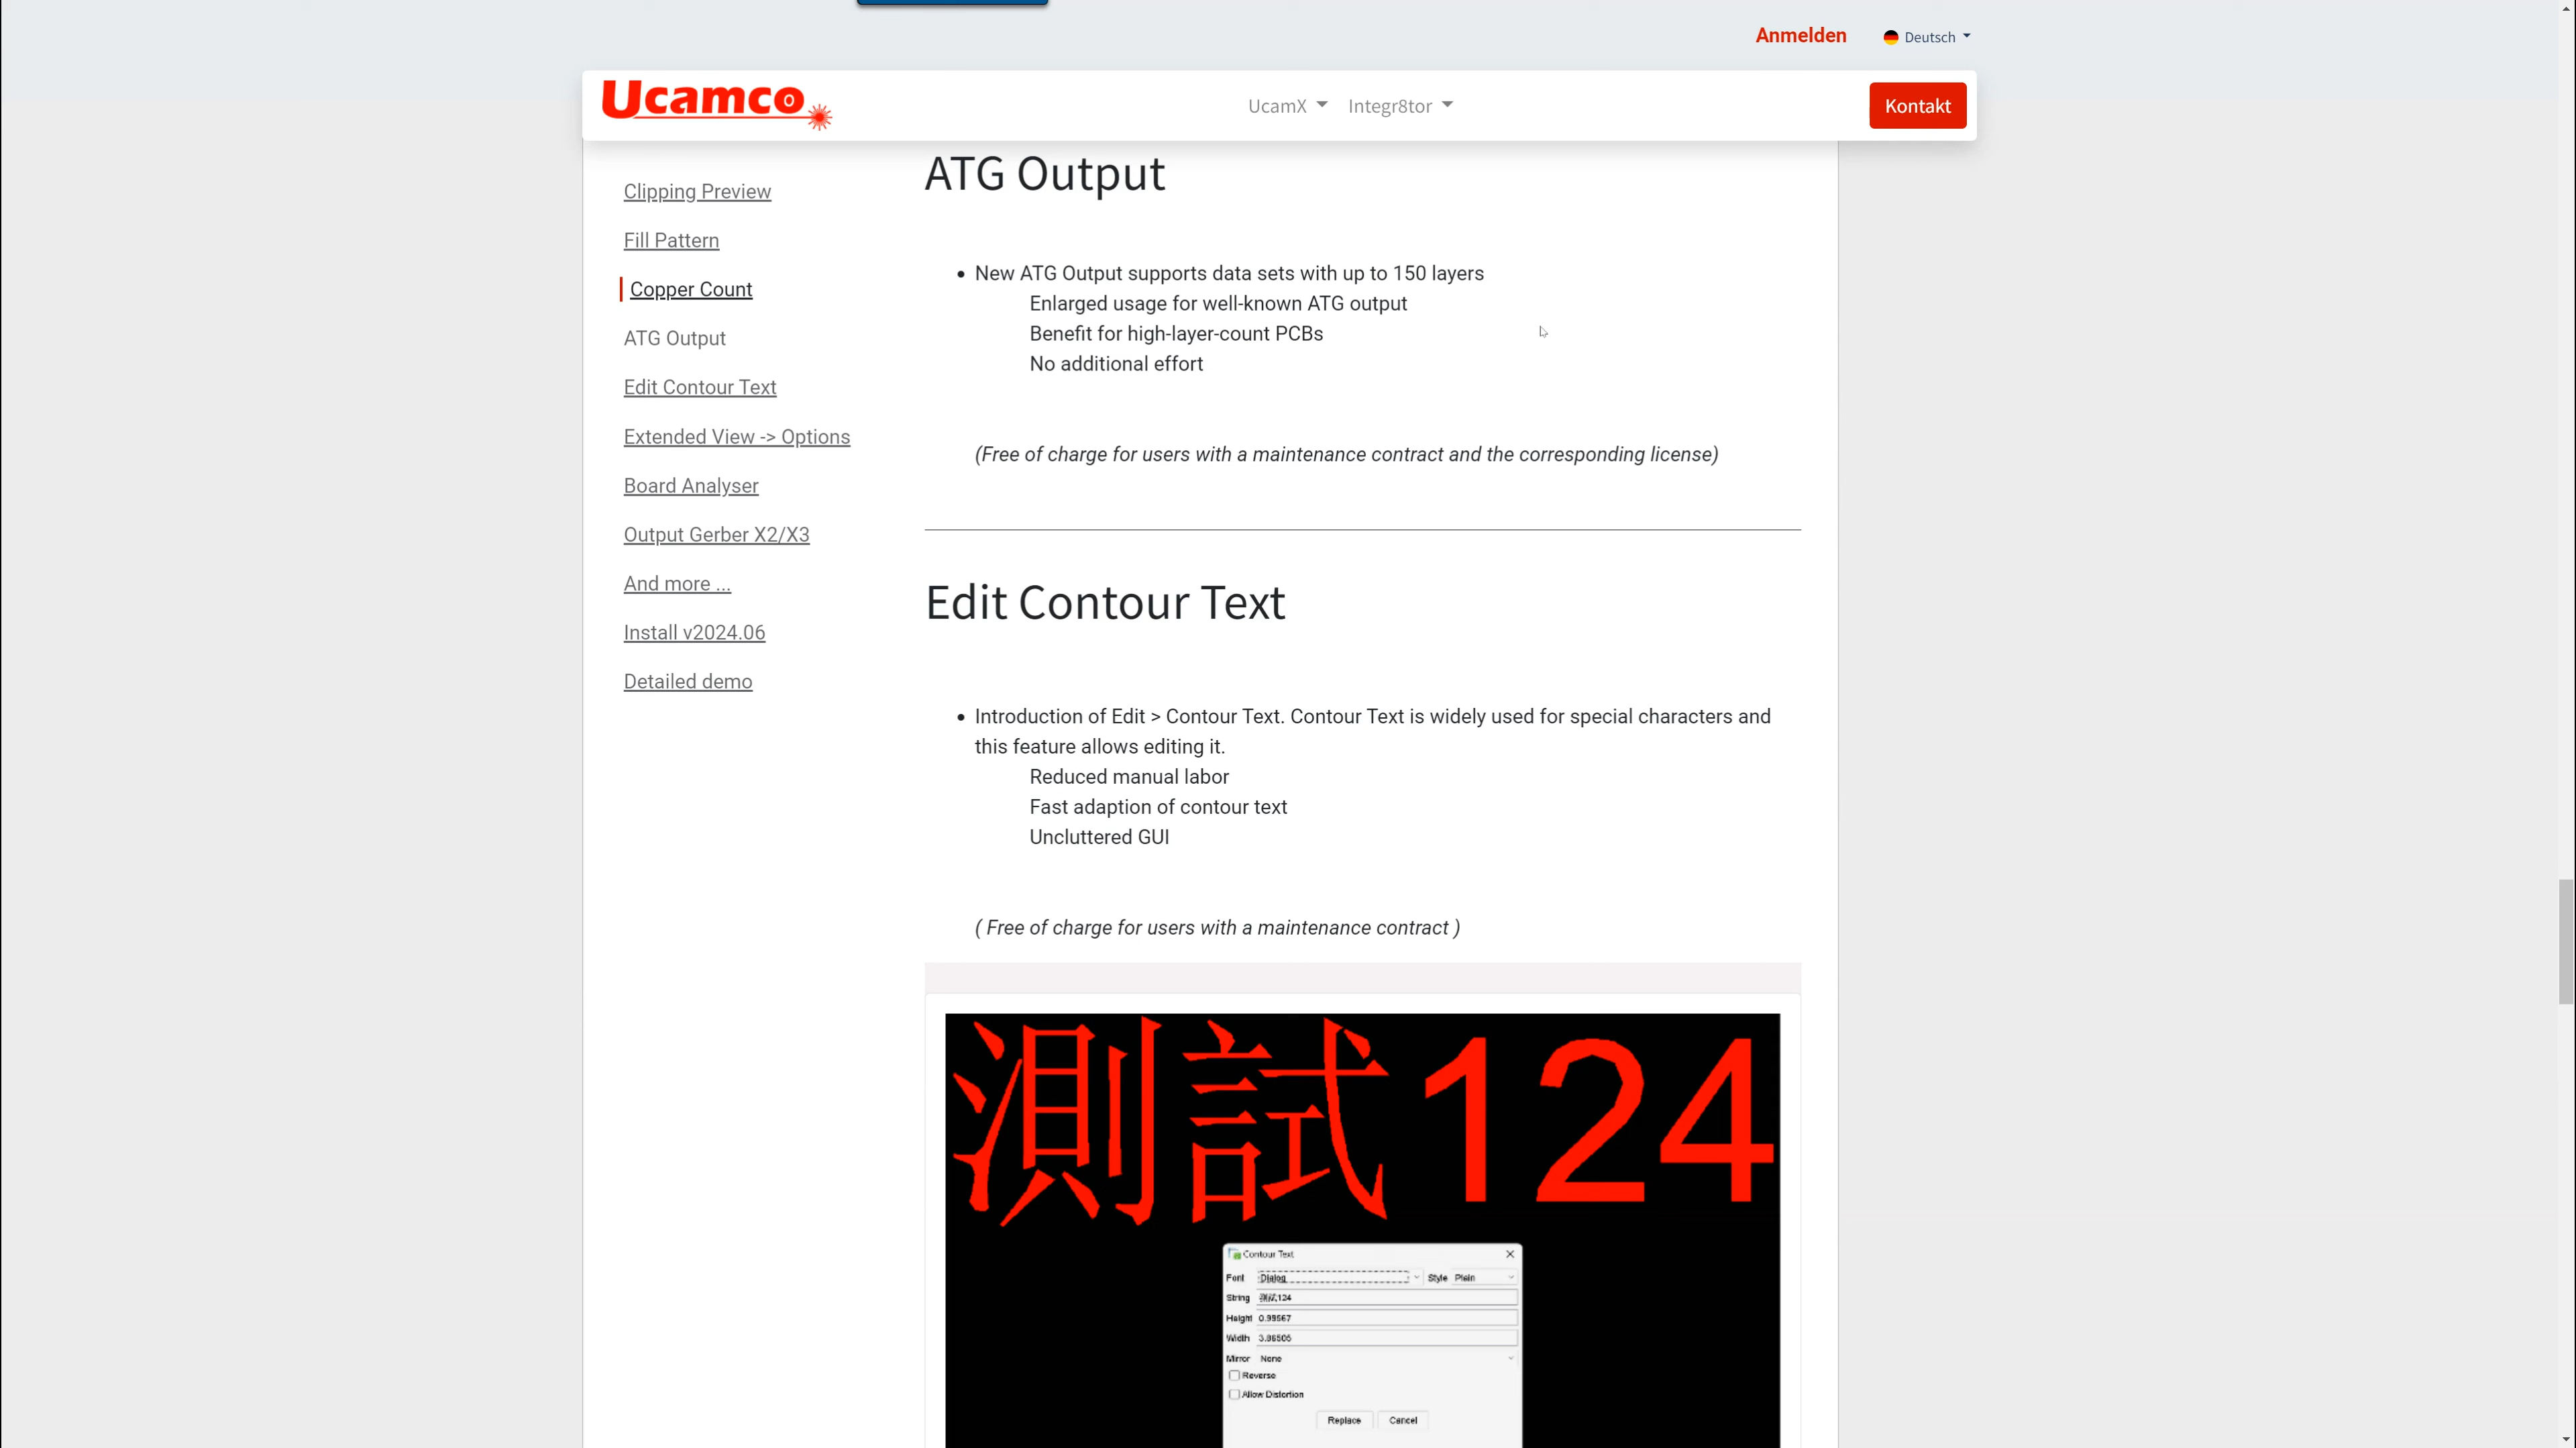 Anmelden
Deutsch
Ucamco
UcamX
Integr8tor
Kontakt
Clipping Preview
Fill Pattern
Copper Count
ATG Output
Edit Contour Text
Extended View -> Options
Board Analyser
Output Gerber X2/X3
And more ...
Install v2024.06
Detailed demo
ATG Output
• New ATG Output supports data sets with up to 150 layers
Enlarged usage for well-known ATG output
Benefit for high-layer-count PCBs
No additional effort
(Free of charge for users with a maintenance contract and the corresponding license)
Edit Contour Text
• Introduction of Edit > Contour Text. Contour Text is widely used for special characters and
this feature allows editing it.
Reduced manual labor
Fast adaption of contour text
Uncluttered GUI
( Free of charge for users with a maintenance contract )
測試124
Contour Text
Font Dialog Style Plain
String 測試124
Height 0.99567
Width 3.86506
Mirror None
Reverse
Allow Distortion
Replace Cancel